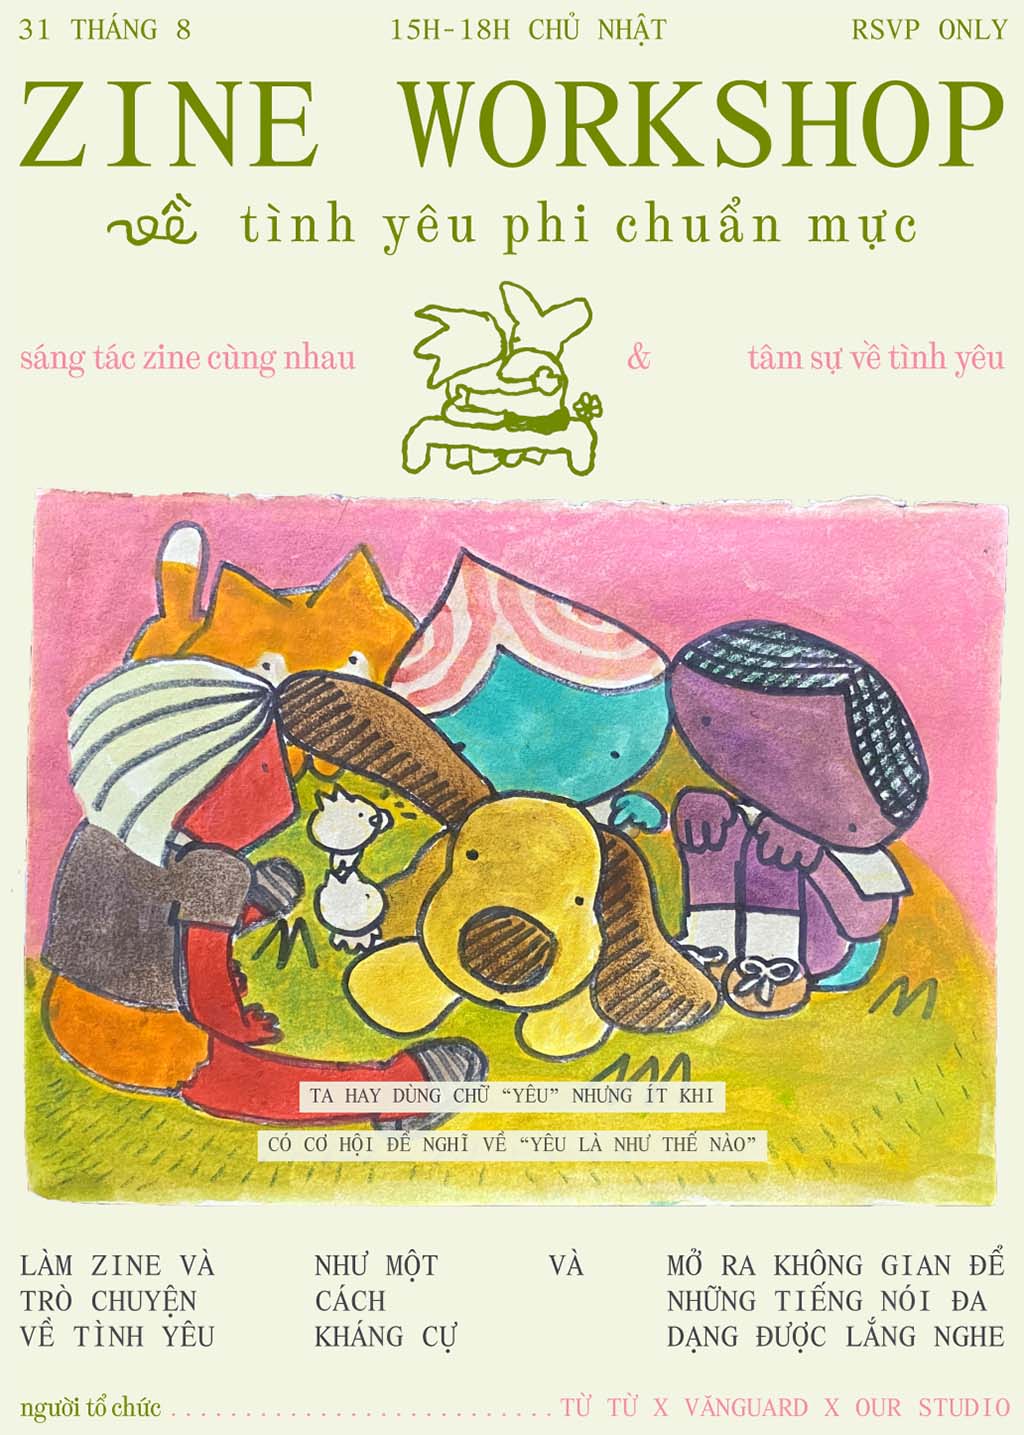 31 THÁNG 8 15H-18H CHỦ NHẬT RSVP ONLY
ZINE WORKSHOP
về tình yêu phi chuẩn mực
sáng tác zine cùng nhau & tâm sự về tình yêu
TA HAY DÙNG CHỮ “YÊU” NHƯNG ÍT KHI
CÓ CƠ HỘI ĐỂ NGHĨ VỀ “YÊU LÀ NHƯ THẾ NÀO”
LÀM ZINE VÀ
TRÒ CHUYỆN
VỀ TÌNH YÊU
NHƯ MỘT
CÁCH
KHÁNG CỰ
VÀ
MỞ RA KHÔNG GIAN ĐỂ
NHỮNG TIẾNG NÓI ĐA
DẠNG ĐƯỢC LẮNG NGHE
người tổ chức ......................... TỪ TỪ X VĂNGUARD X OUR STUDIO